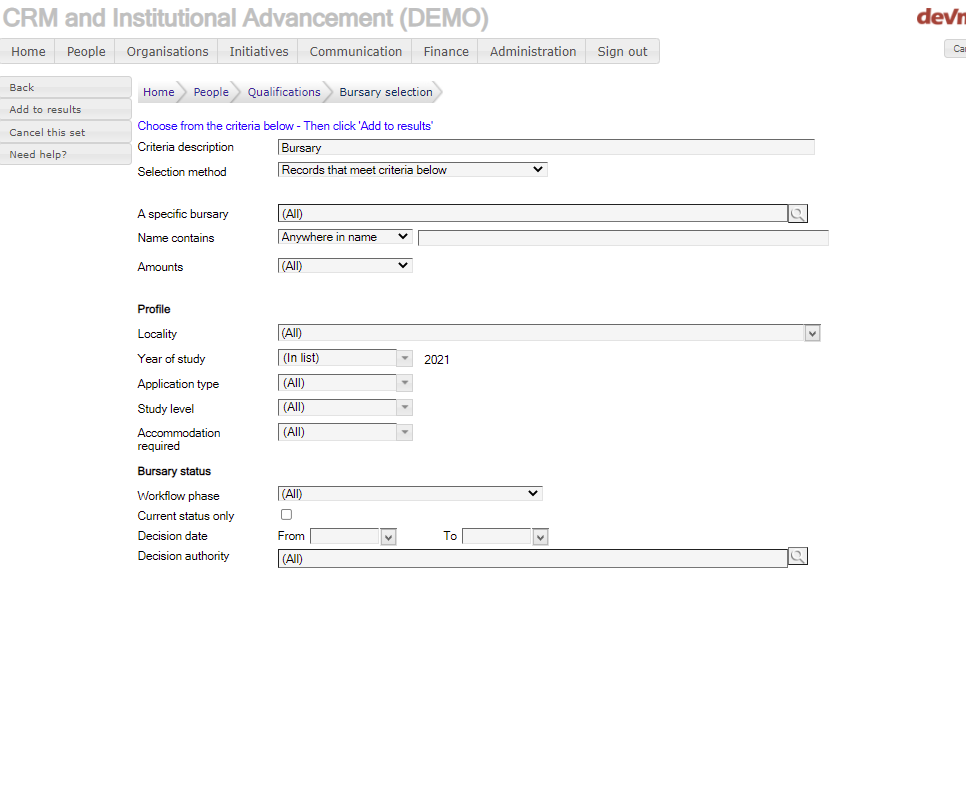 CRM and Institutional Advancement (DEMO)
Home People Organisations Initiatives Communication Finance Administration Sign out
Back
Add to results
Cancel this set
Need help?
Home People Qualifications Bursary selection
Choose from the criteria below - Then click 'Add to results'
Criteria description Bursary
Selection method Records that meet criteria below
A specific bursary (All)
Name contains Anywhere in name
Amounts (All)
Profile
Locality (All)
Year of study (In list) 2021
Application type (All)
Study level (All)
Accommodation required (All)
Bursary status
Workflow phase (All)
Current status only
Decision date From To
Decision authority (All)